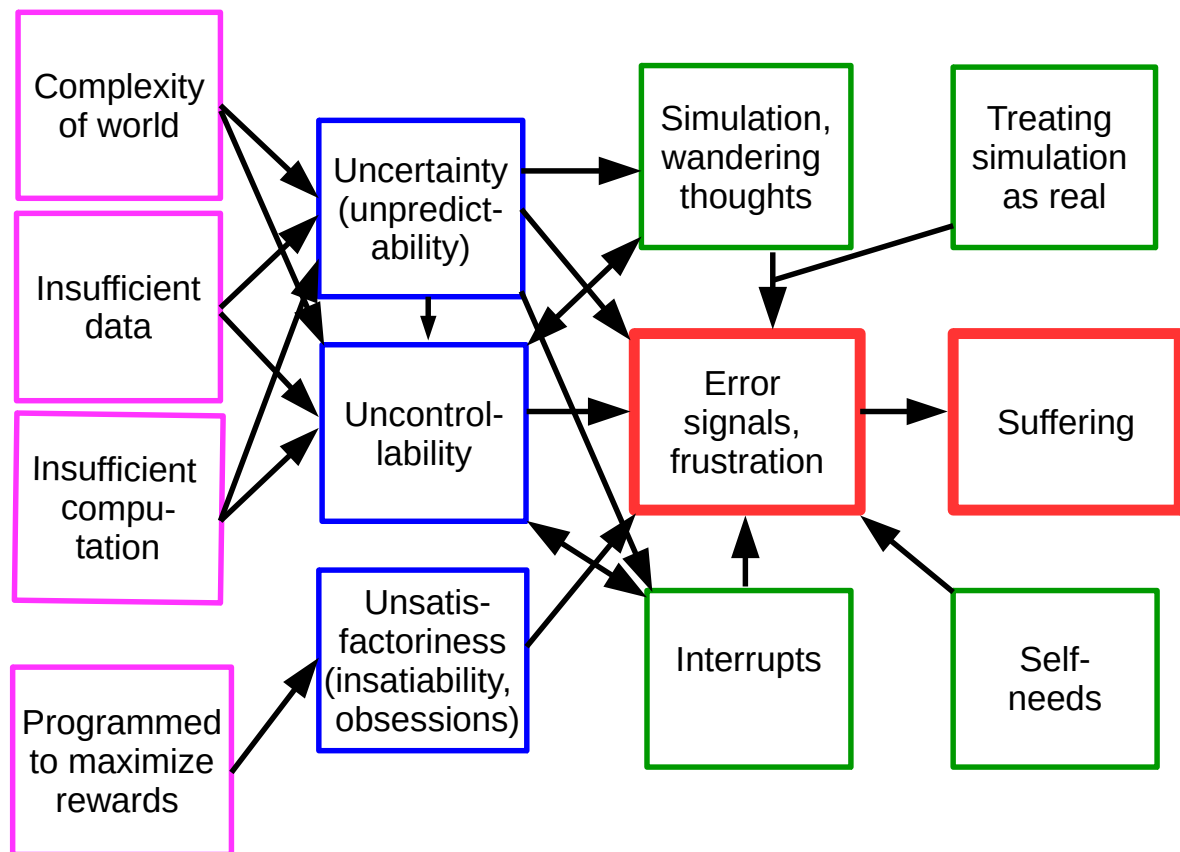 Complexity
of world
Insufficient
data
Insufficient
compu-
tation
Programmed
to maximize
rewards
Uncertainty
(unpredict-
ability)
Uncontrol-
lability
Unsatis-
factoriness
(insatiability,
obsessions)
Simulation,
wandering
thoughts
Treating
simulation
as real
Error
signals,
frustration
Suffering
Interrupts
Self-
needs